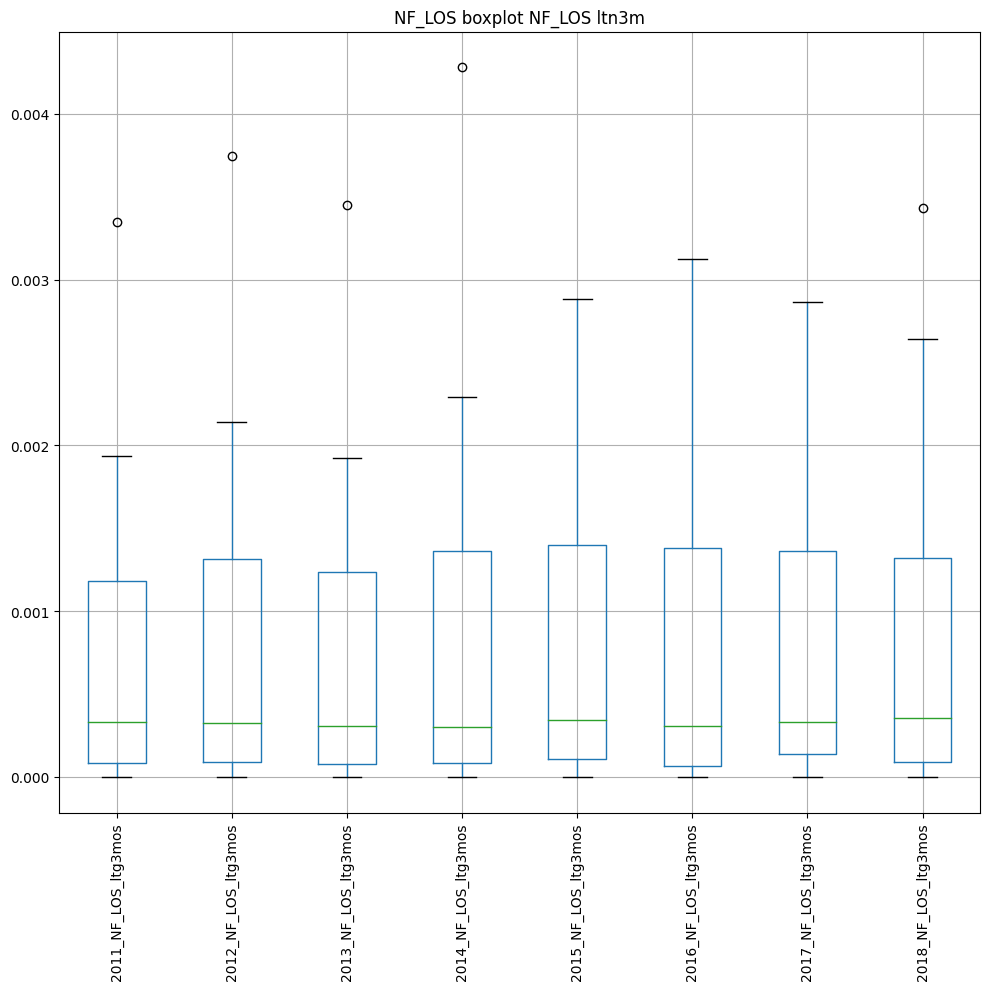 NF_LOS boxplot NF_LOS ltn3m
0.004
0.003
0.002
0.001
0.000
2011_NF_LOS_ltg3mos
2012_NF_LOS_ltg3mos
2013_NF_LOS_ltg3mos
2014_NF_LOS_ltg3mos
2015_NF_LOS_ltg3mos
2016_NF_LOS_ltg3mos
2017_NF_LOS_ltg3mos
2018_NF_LOS_ltg3mos